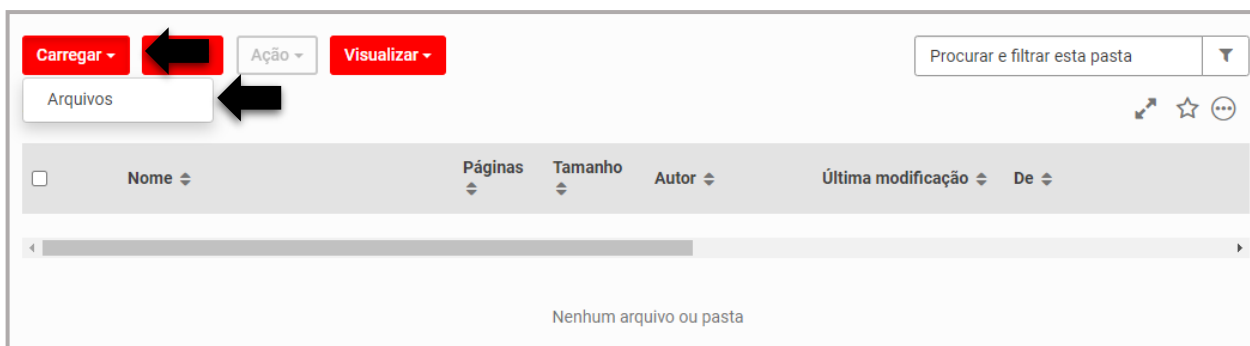 Carregar
Ação
Visualizar
Procurar e filtrar esta pasta
Arquivos
Nome
Páginas
Tamanho
Autor
Última modificação
De
Nenhum arquivo ou pasta